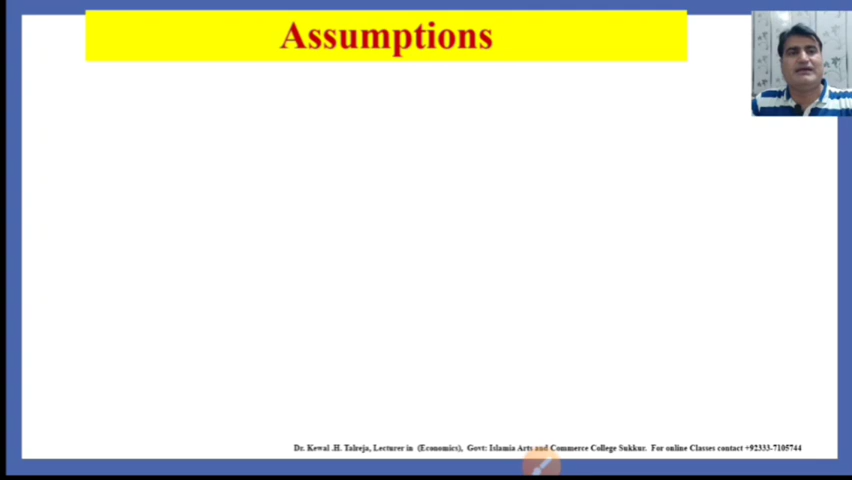 Assumptions
Dr. Kewal .H. Talreja, Lecturer in (Economics), Govt: Islamia Arts and Commerce College Sukkur. For online Classes contact +92333-7105744